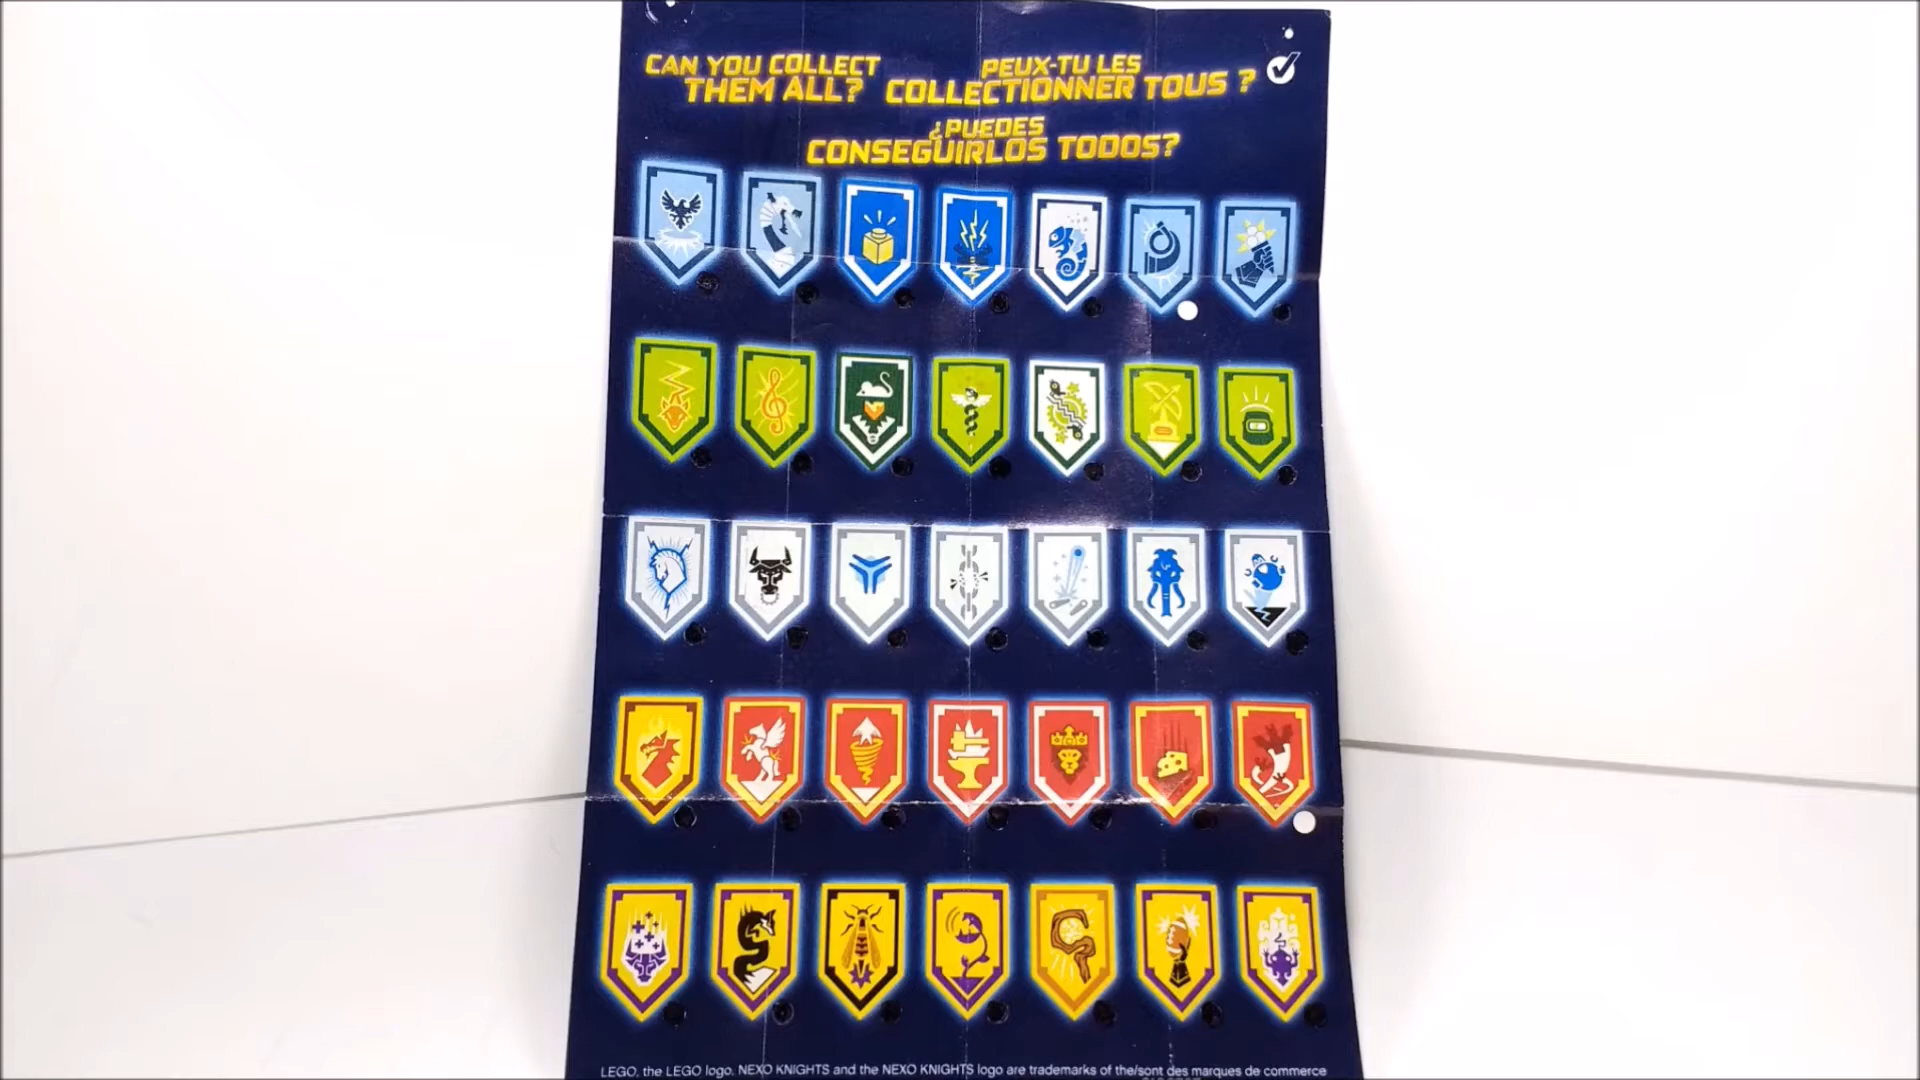 CAN YOU COLLECT
THEM ALL?
PEUX-TU LES
COLLECTIONNER TOUS ?
¿PUEDES
CONSEGUIRLOS TODOS?
LEGO, the LEGO logo, NEXO KNIGHTS and the NEXO KNIGHTS logo are trademarks of the/sont des marques de commerce